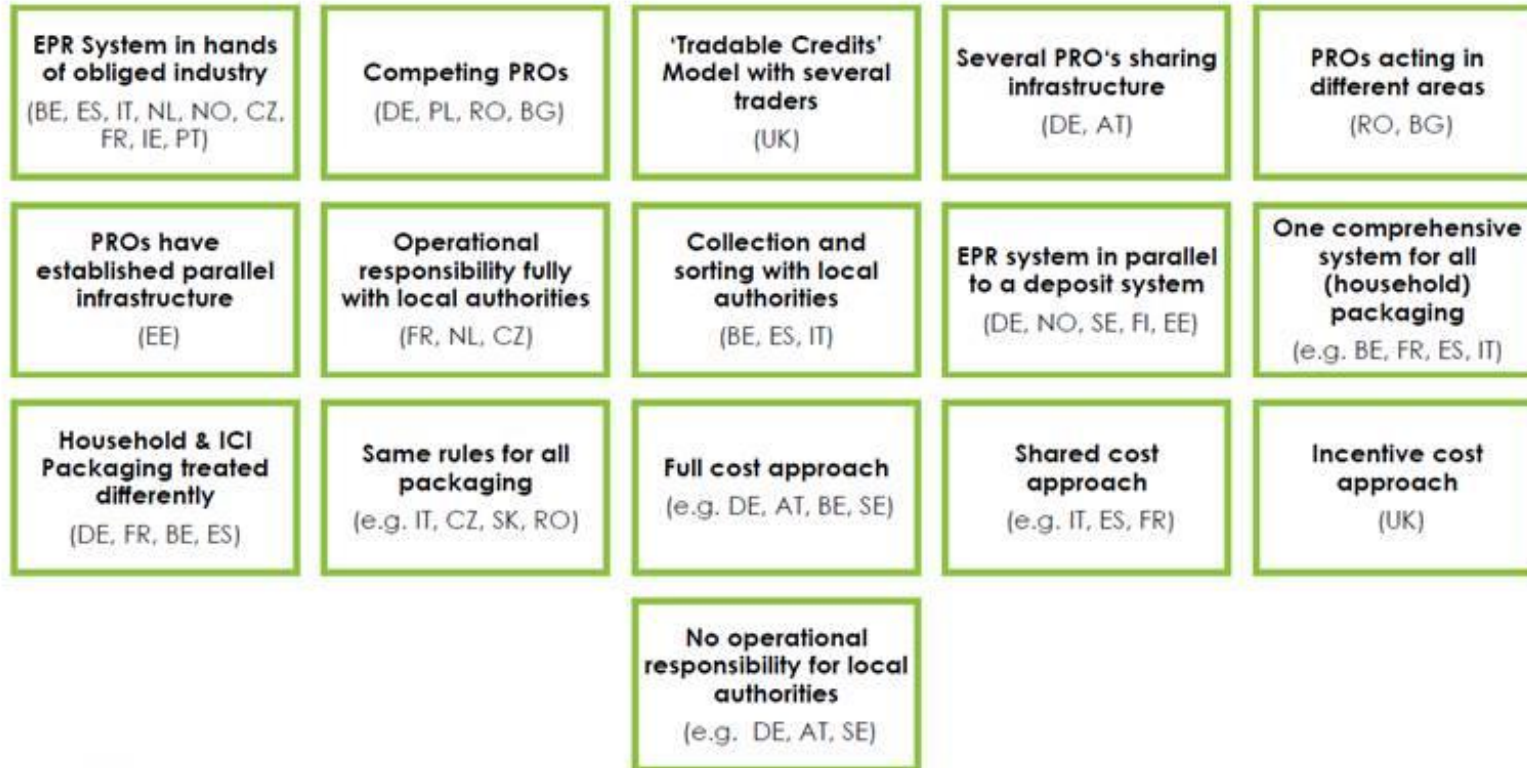 EPR System in hands
of obliged industry
(BE, ES, IT, NL, NO, CZ,
FR, IE, PT)
Competing PROs
(DE, PL, RO, BG)
‘Tradable Credits’
Model with several
traders
(UK)
Several PRO‘s sharing
infrastructure
(DE, AT)
PROs acting in
different areas
(RO, BG)
PROs have
established parallel
infrastructure
(EE)
Operational
responsibility fully
with local authorities
(FR, NL, CZ)
Collection and
sorting with local
authorities
(BE, ES, IT)
EPR system in parallel
to a deposit system
(DE, NO, SE, FI, EE)
One comprehensive
system for all
(household)
packaging
(e.g. BE, FR, ES, IT)
Household & ICI
Packaging treated
differently
(DE, FR, BE, ES)
Same rules for all
packaging
(e.g. IT, CZ, SK, RO)
Full cost approach
(e.g. DE, AT, BE, SE)
Shared cost
approach
(e.g. IT, ES, FR)
Incentive cost
approach
(UK)
No operational
responsibility for local
authorities
(e.g. DE, AT, SE)